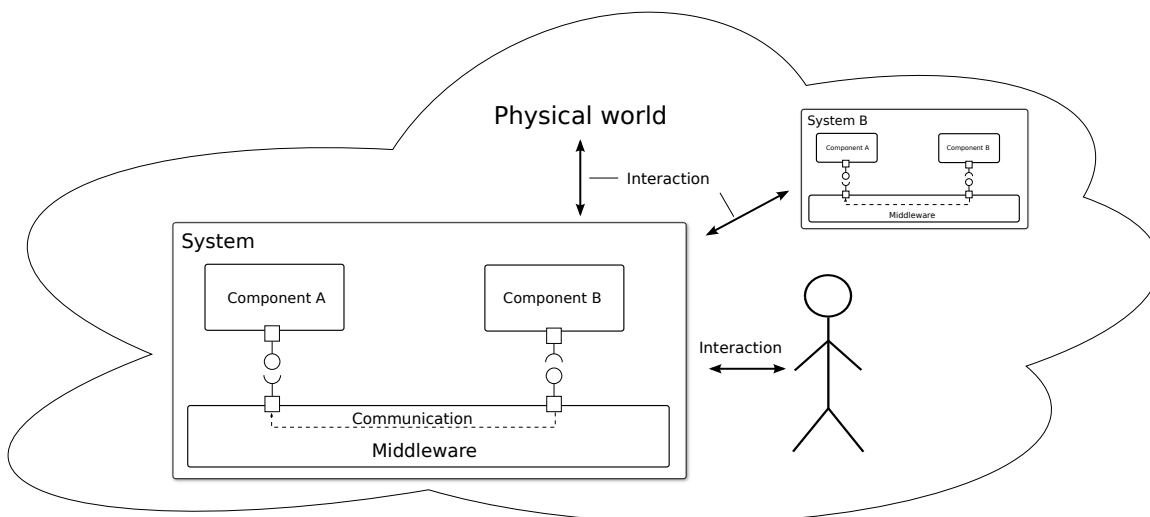 Physical world
System B
Component A
Component B
Middleware
Interaction
System
Component A
Component B
Interaction
Communication
Middleware